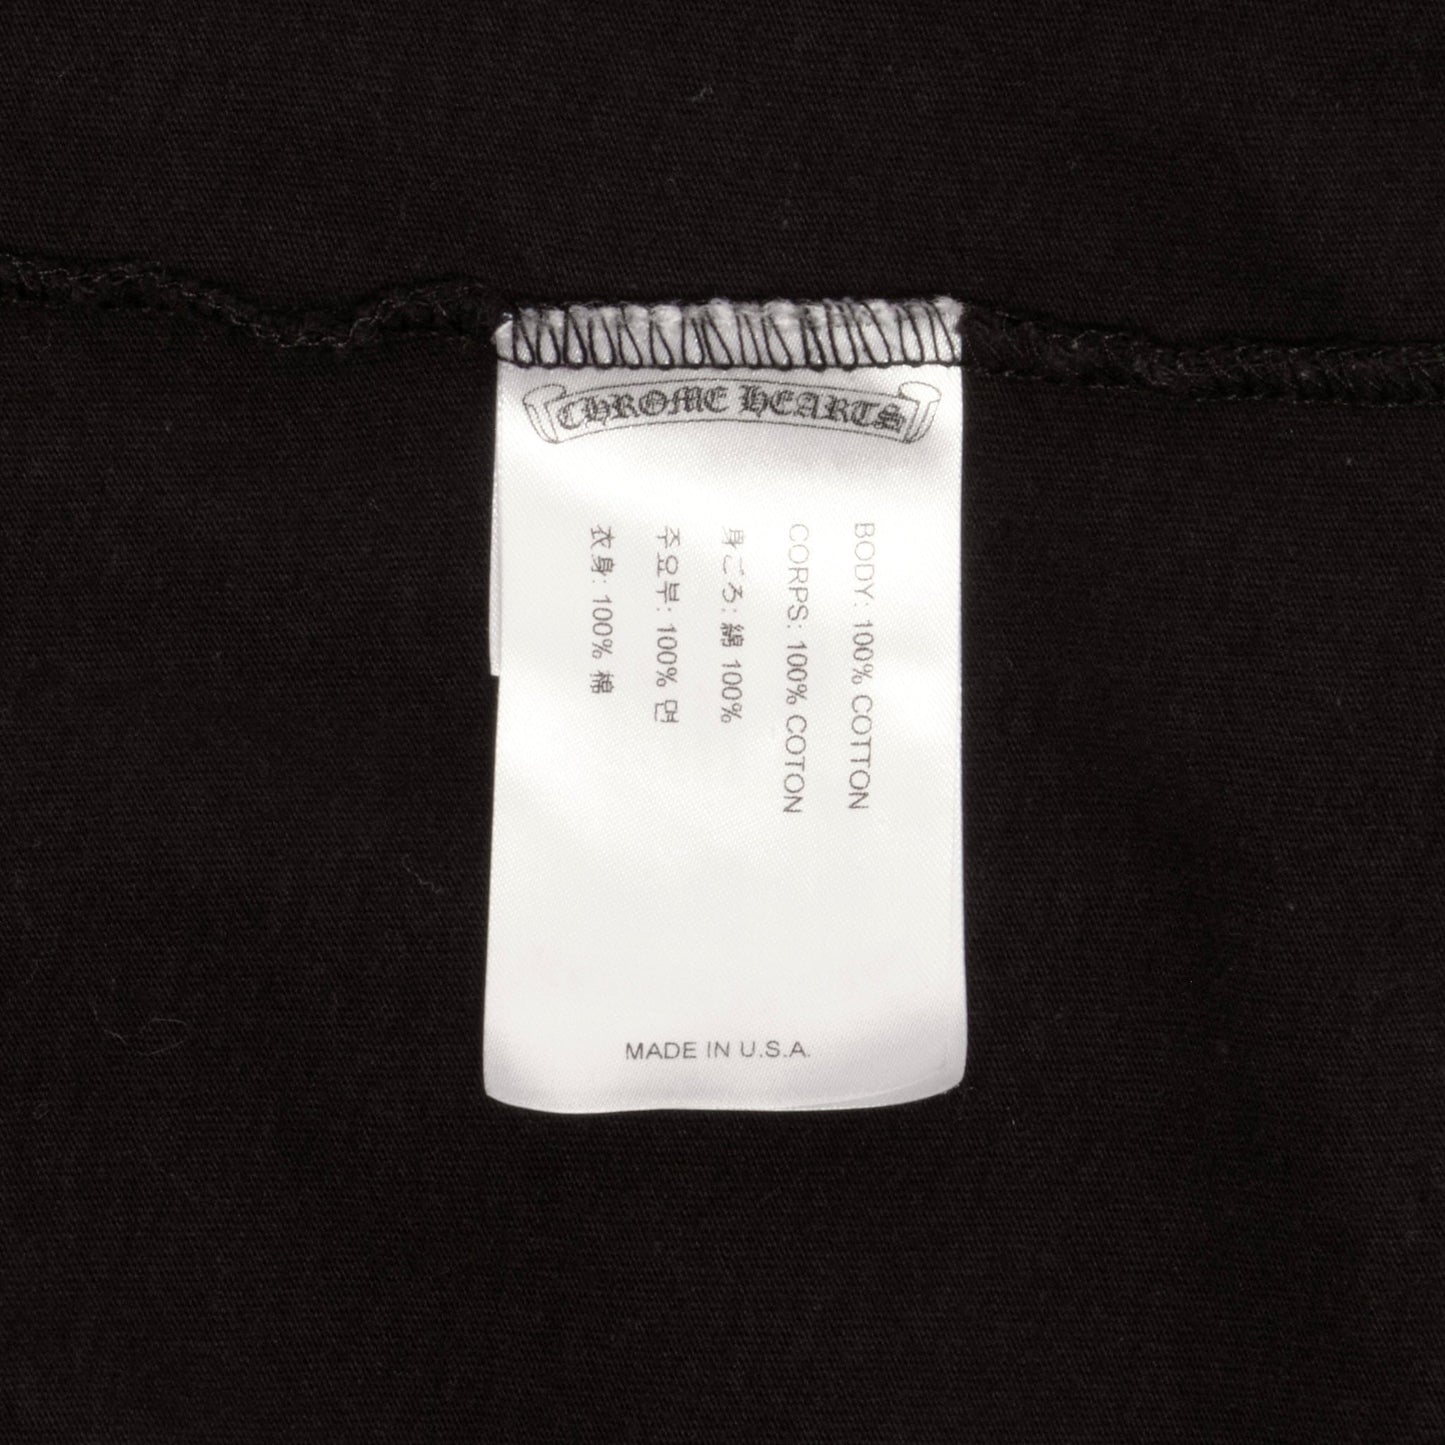 CHROME HEARTS
BODY: 100% COTTON
CORPS: 100% COTON
身ごろ: 綿 100%
주요부: 100% 면
衣身: 100% 棉
MADE IN U.S.A.